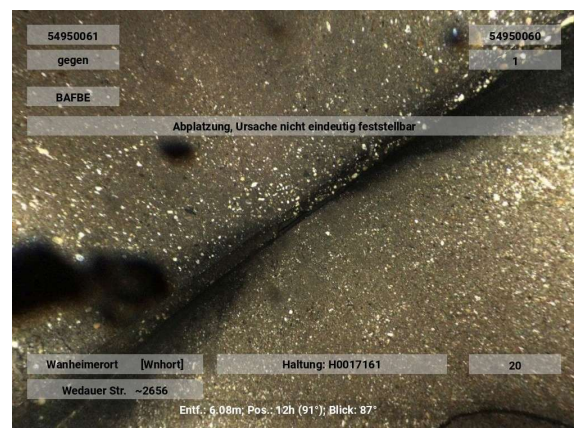 54950061 54950060
gegen 1
BAFBE
Abplatzung, Ursache nicht eindeutig feststellbar
Wanheimerort [Wnhort] Haltung: H0017161 20
Wedauer Str. ~2656
Entf.: 6.08m; Pos.: 12h (91°); Blick: 87°